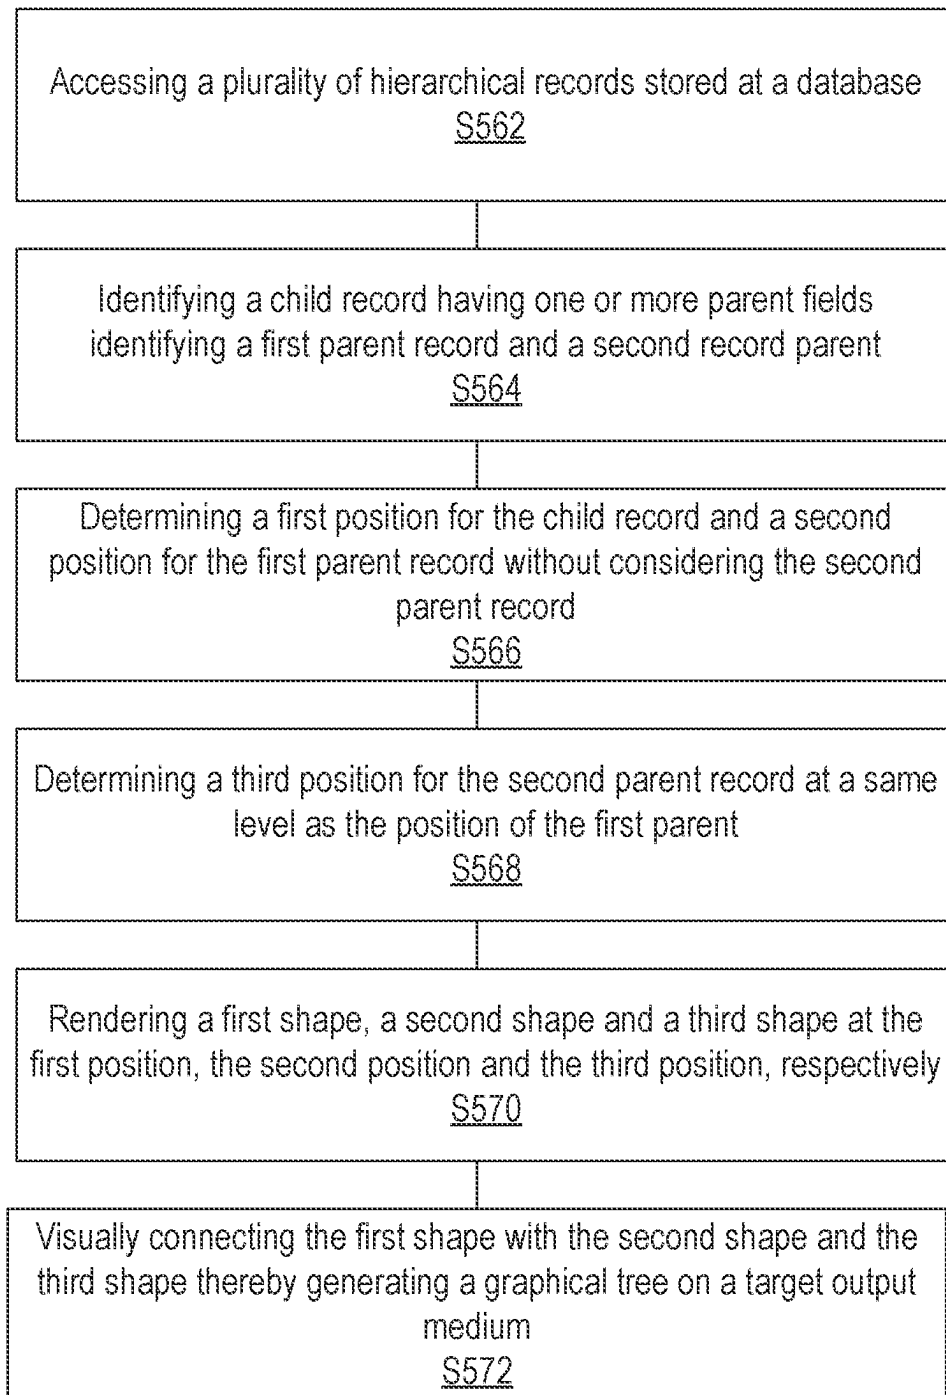 Accessing a plurality of hierarchical records stored at a database
S562
Identifying a child record having one or more parent fields
identifying a first parent record and a second record parent
S564
Determining a first position for the child record and a second
position for the first parent record without considering the second
parent record
S566
Determining a third position for the second parent record at a same
level as the position of the first parent
S568
Rendering a first shape, a second shape and a third shape at the
first position, the second position and the third position, respectively
S570
Visually connecting the first shape with the second shape and the
third shape thereby generating a graphical tree on a target output
medium
S572